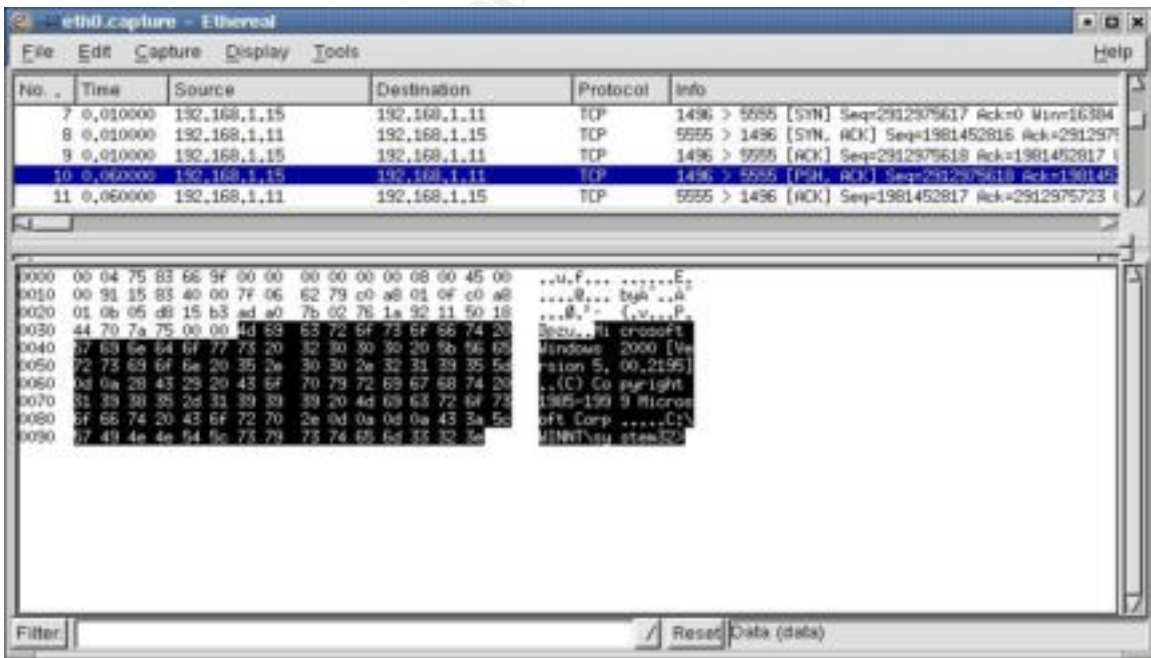 eth0.capture - Ethereal
File Edit Capture Display Tools Help
No. Time Source Destination Protocol Info
7 0.010000 192.168.1.15 192.168.1.11 TCP 1496 > 5555 [SYN] Seq=2912975617 Ack=0 Win=16384
8 0.010000 192.168.1.11 192.168.1.15 TCP 5555 > 1496 [SYN, ACK] Seq=1981452816 Ack=2912975
9 0.010000 192.168.1.15 192.168.1.11 TCP 1496 > 5555 [ACK] Seq=2912975618 Ack=1981452817
10 0.060000 192.168.1.15 192.168.1.11 TCP 1496 > 5555 [PSH, ACK] Seq=2912975618 Ack=198145
11 0.060000 192.168.1.11 192.168.1.15 TCP 5555 > 1496 [ACK] Seq=1981452817 Ack=2912975723
0000 00 04 75 83 66 9f 00 00 00 00 00 00 08 00 45 00 ..u.f... ......E.
0010 00 91 15 83 40 00 7f 06 62 79 c0 a8 01 0f c0 a8 ....@... byÀ¨..À¨
0020 01 0b 05 d8 15 b3 ad a0 7b 02 76 1a 92 11 50 18 ...Ø.³­ {.v...P.
0030 44 70 7a 75 00 00 4d 69 63 72 6f 73 6f 66 74 20 Dpzu..Mi crosoft
0040 57 69 6e 64 6f 77 73 20 32 30 30 30 20 5b 56 65 Windows 2000 [Ve
0050 72 73 69 6f 6e 20 35 2e 30 30 2e 32 31 39 35 5d rsion 5. 00.2195]
0060 0d 0a 28 43 29 20 43 6f 70 79 72 69 67 68 74 20 ..(C) Co pyright
0070 31 39 38 35 2d 31 39 39 39 20 4d 69 63 72 6f 73 1985-199 9 Micros
0080 6f 66 74 20 43 6f 72 70 2e 0d 0a 0d 0a 43 3a 5c oft Corp .....C:\
0090 57 49 4e 4e 54 5c 73 79 73 74 65 6d 33 32 3e WINNT\sy stem32>
Filter: Reset Data (data)